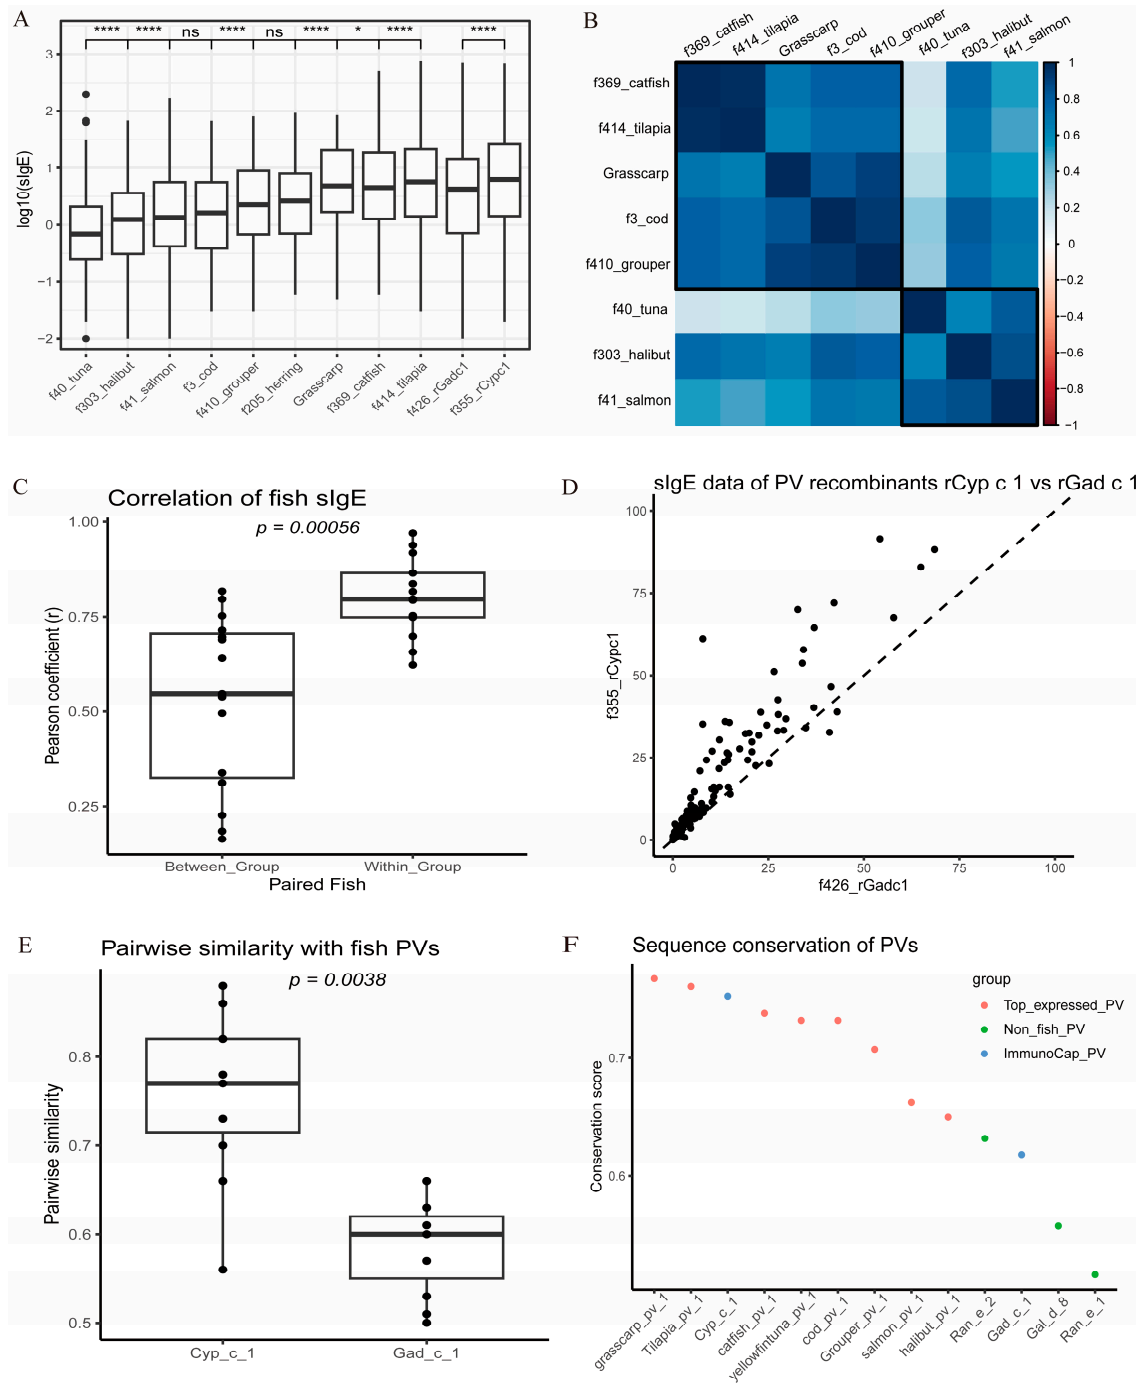 A
**** **** ns **** ns **** * **** ****
3
2
1
0
−1
−2
log10(sIgE)
f40_tuna
f303_halibut
f41_salmon
f3_cod
f410_grouper
f205_herring
Grasscarp
f369_catfish
f414_tilapia
f426_rGadc1
f355_rCypc1
B
f369_catfish
f414_tilapia
Grasscarp
f3_cod
f410_grouper
f40_tuna
f303_halibut
f41_salmon
f369_catfish
f414_tilapia
Grasscarp
f3_cod
f410_grouper
f40_tuna
f303_halibut
f41_salmon
1
0.8
0.6
0.4
0.2
0
−0.2
−0.4
−0.6
−0.8
−1
C
Correlation of fish sIgE
p = 0.00056
1.00
0.75
0.50
0.25
Pearson coefficient (r)
Between_Group
Within_Group
Paired Fish
D
sIgE data of PV recombinants rCyp c 1 vs rGad c 1
100
75
50
25
0
f355_rCypc1
0 25 50 75 100
f426_rGadc1
E
Pairwise similarity with fish PVs
p = 0.0038
0.8
0.7
0.6
0.5
Pairwise similarity
Cyp_c_1
Gad_c_1
F
Sequence conservation of PVs
group
Top_expressed_PV
Non_fish_PV
ImmunoCap_PV
0.7
0.6
Conservation score
grasscarp_pv_1
Tilapia_pv_1
Cyp_c_1
catfish_pv_1
yellowfintuna_pv_1
cod_pv_1
Grouper_pv_1
salmon_pv_1
halibut_pv_1
Ran_e_2
Gad_c_1
Gal_d_8
Ran_e_1